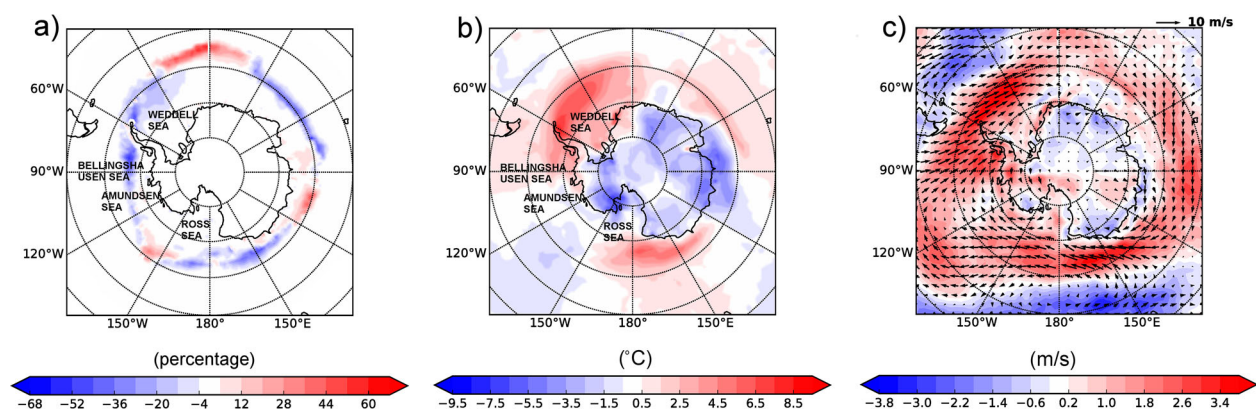 a)
60°W
90°W
120°W
150°W
180°
150°E
WEDDELL
SEA
BELLINGSHA
USEN SEA
AMUNDSEN
SEA
ROSS
SEA
(percentage)
−68 −52 −36 −20 −4 12 28 44 60
b)
60°W
90°W
120°W
150°W
180°
150°E
WEDDELL
SEA
BELLINGSHA
USEN SEA
AMUNDSEN
SEA
ROSS
SEA
(°C)
−9.5 −7.5 −5.5 −3.5 −1.5 0.5 2.5 4.5 6.5 8.5
c)
10 m/s
60°W
90°W
120°W
150°W
180°
150°E
(m/s)
−3.8 −3.0 −2.2 −1.4 −0.6 0.2 1.0 1.8 2.6 3.4